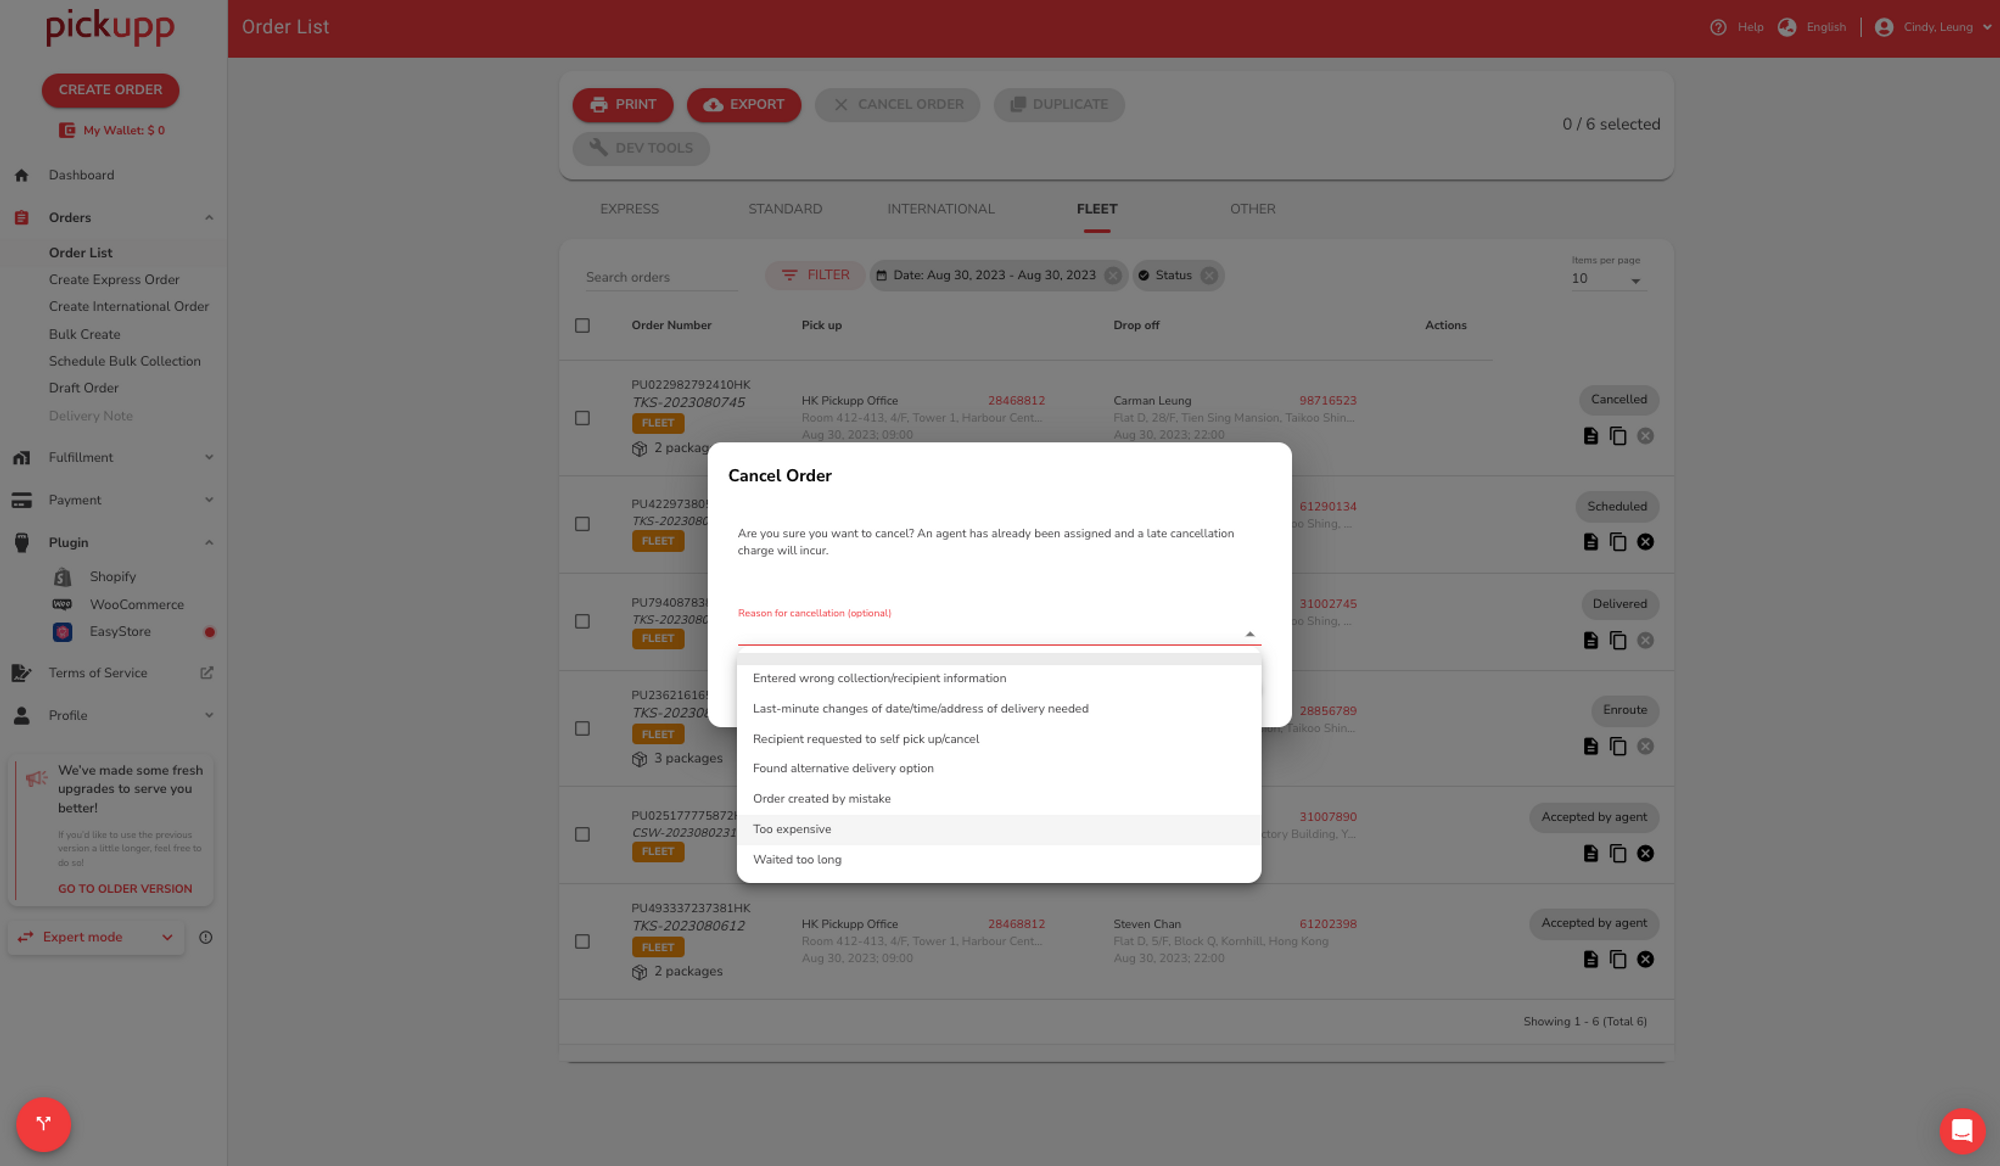 pickupp
Order List
Help
English
Cindy, Leung
CREATE ORDER
My Wallet: $ 0
Dashboard
Orders
Order List
Create Express Order
Create International Order
Bulk Create
Schedule Bulk Collection
Draft Order
Delivery Note
Fulfillment
Payment
Plugin
Shopify
WooCommerce
EasyStore
Terms of Service
Profile
We've made some fresh
upgrades to serve you
better!
If you'd like to use the previous
version a little longer, feel free to
do so!
GO TO OLDER VERSION
Expert mode
PRINT
EXPORT
CANCEL ORDER
DUPLICATE
DEV TOOLS
0 / 6 selected
EXPRESS
STANDARD
INTERNATIONAL
FLEET
OTHER
Search orders
FILTER
Date: Aug 30, 2023 - Aug 30, 2023
Status
Items per page
10
Order Number
Pick up
Drop off
Actions
PU022982792410HK
TKS-2023080745
FLEET
2 packag
HK Pickupp Office
28468812
Room 412-413, 4/F, Tower 1, Harbour Cent...
Aug 30, 2023; 09:00
Carman Leung
98716523
Flat D, 28/F, Tien Sing Mansion, Taikoo Shin...
Aug 30, 2023; 22:00
Cancelled
FLEET
61290134
oo Shing, ...
Scheduled
FLEET
31002745
oo Shing, ...
Delivered
FLEET
3 packages
28856789
Taikoo Shin...
Enroute
PU025177775872H
CSW-2023080231
FLEET
31007890
ctory Building, Y...
Accepted by agent
PU493337237381HK
TKS-2023080612
FLEET
2 packages
HK Pickupp Office
28468812
Room 412-413, 4/F, Tower 1, Harbour Cent...
Aug 30, 2023; 09:00
Steven Chan
61202398
Flat D, 5/F, Block Q, Kornhill, Hong Kong
Aug 30, 2023; 22:00
Accepted by agent
Showing 1 - 6 (Total 6)
Cancel Order
Are you sure you want to cancel? An agent has already been assigned and a late cancellation
charge will incur.
Reason for cancellation (optional)
Entered wrong collection/recipient information
Last-minute changes of date/time/address of delivery needed
Recipient requested to self pick up/cancel
Found alternative delivery option
Order created by mistake
Too expensive
Waited too long